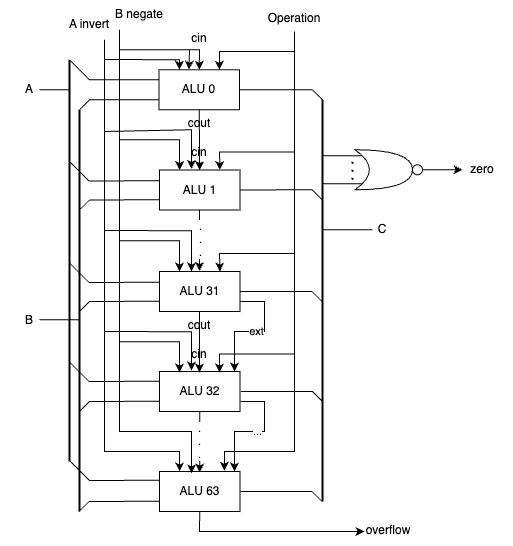 B negate
Operation
A invert
cin
A
ALU 0
cout
cin
zero
ALU 1
C
ALU 31
B
cout
ext
cin
ALU 32
...
ALU 63
overflow